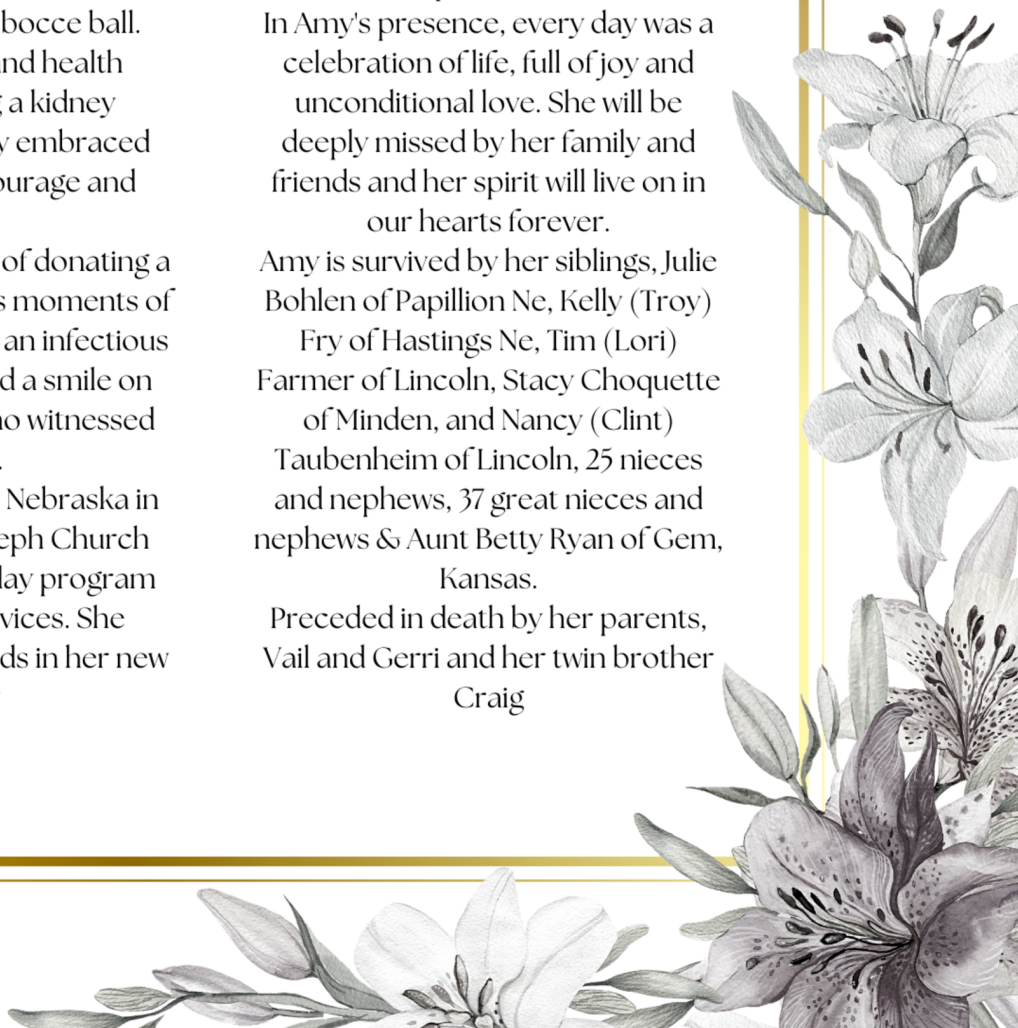 bocce ball.
nd health
a kidney
embraced
ourage and
of donating a
s moments of
an infectious
d a smile on
o witnessed
.
Nebraska in
eph Church
lay program
vices. She
ds in her new
In Amy's presence, every day was a
celebration of life, full of joy and
unconditional love. She will be
deeply missed by her family and
friends and her spirit will live on in
our hearts forever.
Amy is survived by her siblings, Julie
Bohlen of Papillion Ne, Kelly (Troy)
Fry of Hastings Ne, Tim (Lori)
Farmer of Lincoln, Stacy Choquette
of Minden, and Nancy (Clint)
Taubenheim of Lincoln, 25 nieces
and nephews, 37 great nieces and
nephews & Aunt Betty Ryan of Gem,
Kansas.
Preceded in death by her parents,
Vail and Gerri and her twin brother
Craig